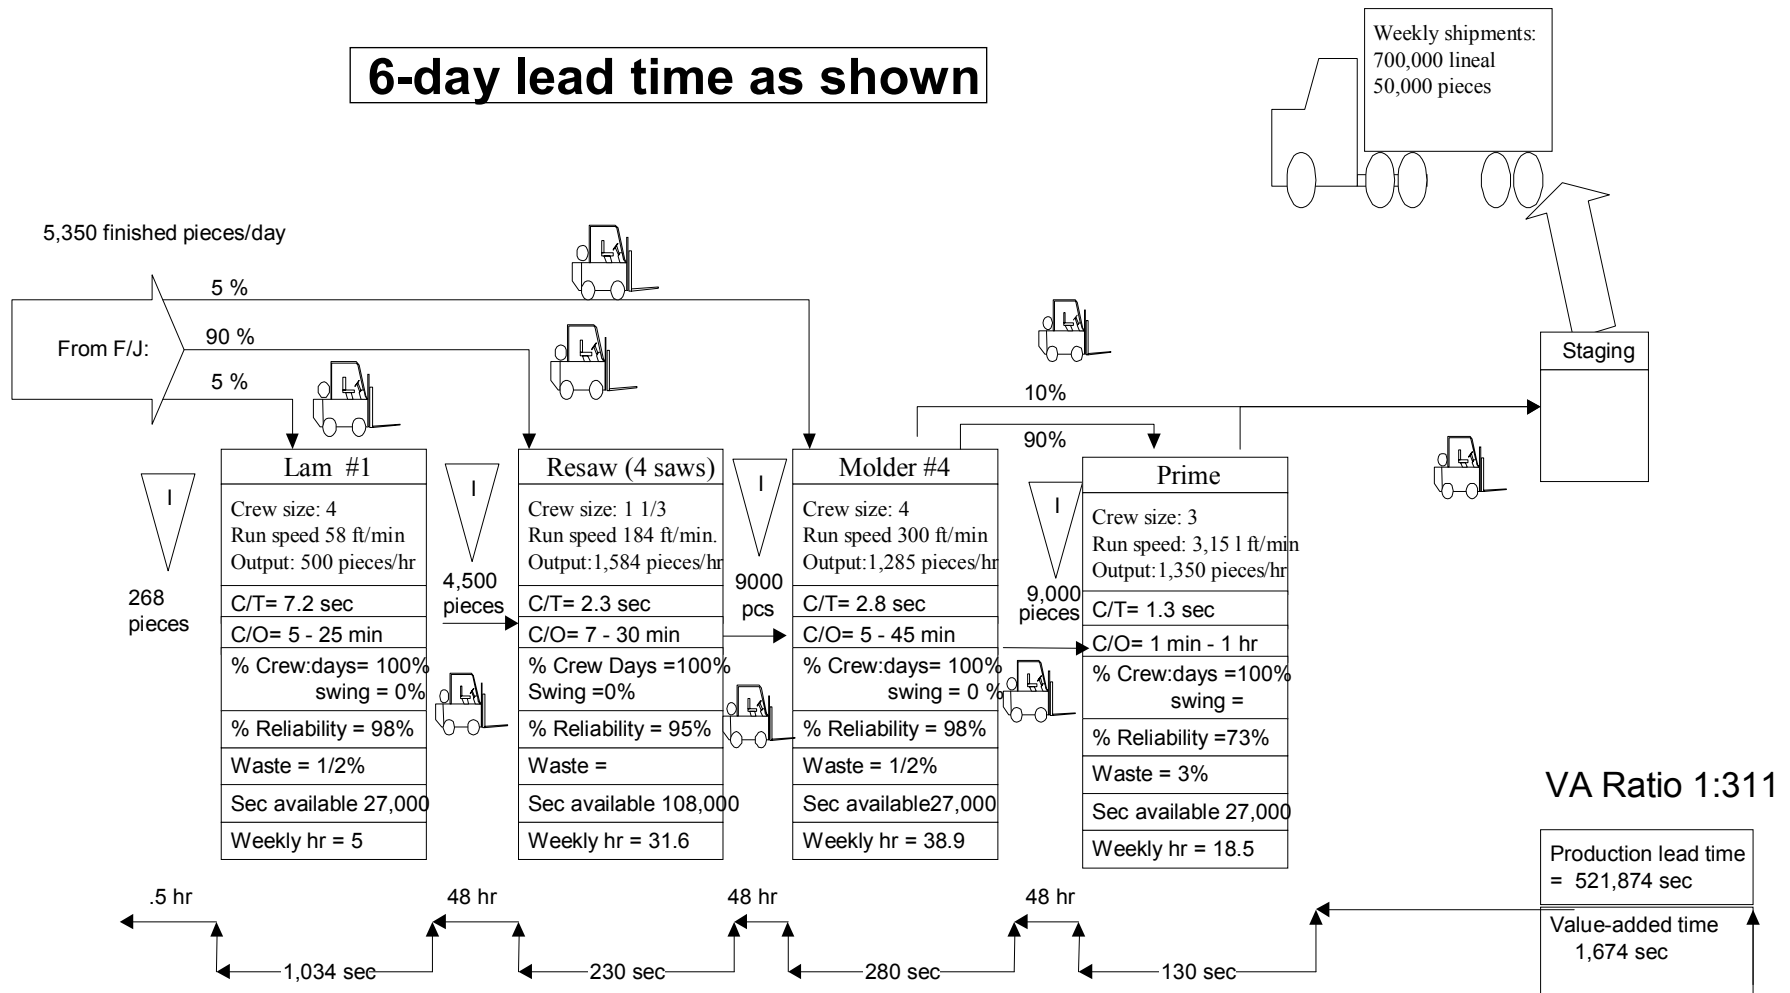 6-day lead time as shown
Weekly shipments:
700,000 lineal
50,000 pieces
5,350 finished pieces/day
From F/J:
5 %
90 %
5 %
10%
90%
Staging
I
268
pieces
Lam #1
Crew size: 4
Run speed 58 ft/min
Output: 500 pieces/hr
C/T= 7.2 sec
C/O= 5 - 25 min
% Crew:days= 100%
swing = 0%
% Reliability = 98%
Waste = 1/2%
Sec available 27,000
Weekly hr = 5
I
4,500
pieces
Resaw (4 saws)
Crew size: 1 1/3
Run speed 184 ft/min.
Output:1,584 pieces/hr
C/T= 2.3 sec
C/O= 7 - 30 min
% Crew Days =100%
Swing =0%
% Reliability = 95%
Waste =
Sec available 108,000
Weekly hr = 31.6
I
9000
pcs
Molder #4
Crew size: 4
Run speed 300 ft/min
Output:1,285 pieces/hr
C/T= 2.8 sec
C/O= 5 - 45 min
% Crew:days= 100%
swing = 0 %
% Reliability = 98%
Waste = 1/2%
Sec available27,000
Weekly hr = 38.9
I
9,000
pieces
Prime
Crew size: 3
Run speed: 3,15 l ft/min
Output:1,350 pieces/hr
C/T= 1.3 sec
C/O= 1 min - 1 hr
% Crew:days =100%
swing =
% Reliability =73%
Waste = 3%
Sec available 27,000
Weekly hr = 18.5
VA Ratio 1:311
Production lead time
= 521,874 sec
Value-added time
1,674 sec
.5 hr
48 hr
48 hr
48 hr
1,034 sec
230 sec
280 sec
130 sec